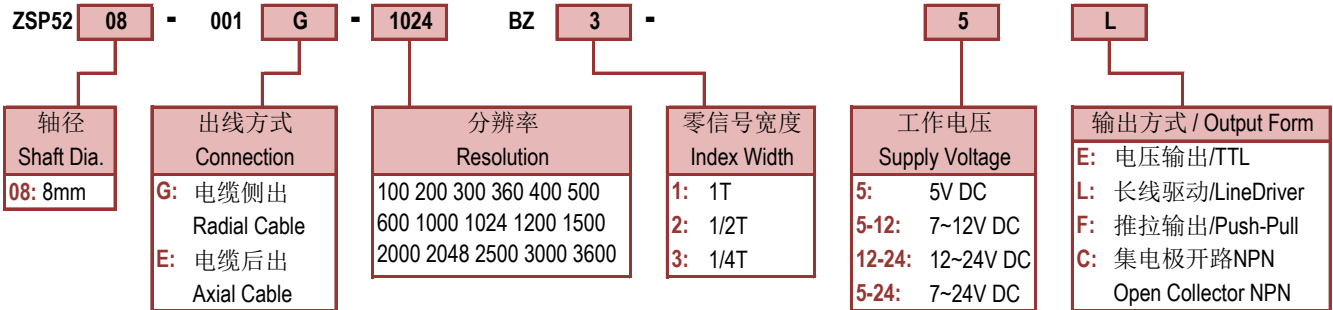 ZSP52 08 - 001 G - 1024 BZ 3 - 5 L
轴径
Shaft Dia.
08: 8mm
出线方式
Connection
G: 电缆侧出
Radial Cable
E: 电缆后出
Axial Cable
分辨率
Resolution
100 200 300 360 400 500
600 1000 1024 1200 1500
2000 2048 2500 3000 3600
零信号宽度
Index Width
1: 1T
2: 1/2T
3: 1/4T
工作电压
Supply Voltage
5: 5V DC
5-12: 7~12V DC
12-24: 12~24V DC
5-24: 7~24V DC
输出方式 / Output Form
E: 电压输出/TTL
L: 长线驱动/LineDriver
F: 推拉输出/Push-Pull
C: 集电极开路NPN
Open Collector NPN